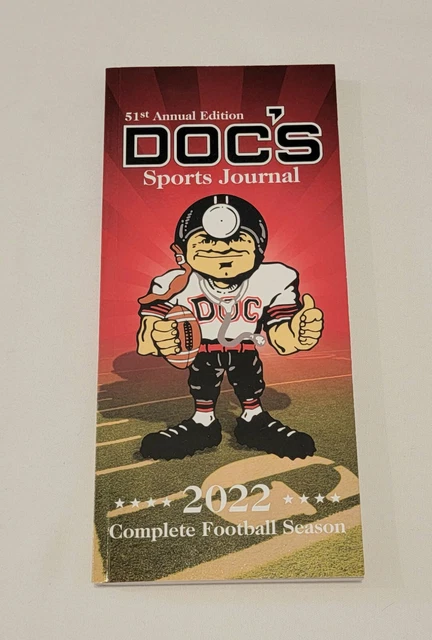 51st Annual Edition
DOC'S
Sports Journal
DOC
★★★★ 2022 ★★★★
Complete Football Season